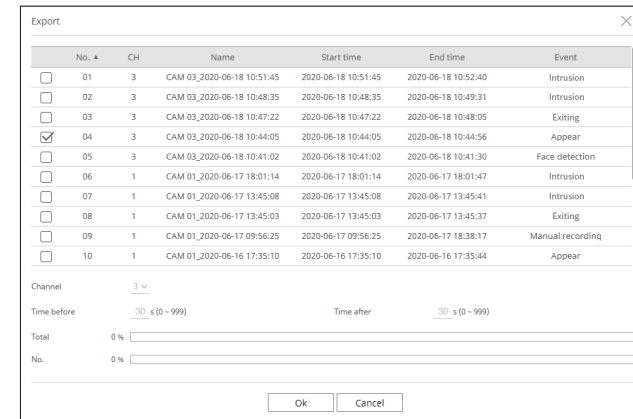 Export
No. ▲ CH Name Start time End time Event
01 3 CAM 03_2020-06-18 10:51:45 2020-06-18 10:51:45 2020-06-18 10:52:40 Intrusion
02 3 CAM 03_2020-06-18 10:48:35 2020-06-18 10:48:35 2020-06-18 10:49:31 Intrusion
03 3 CAM 03_2020-06-18 10:47:22 2020-06-18 10:47:22 2020-06-18 10:48:05 Exiting
04 3 CAM 03_2020-06-18 10:44:05 2020-06-18 10:44:05 2020-06-18 10:44:56 Appear
05 3 CAM 03_2020-06-18 10:41:02 2020-06-18 10:41:02 2020-06-18 10:41:30 Face detection
06 1 CAM 01_2020-06-17 18:01:14 2020-06-17 18:01:14 2020-06-17 18:01:47 Intrusion
07 1 CAM 01_2020-06-17 13:45:08 2020-06-17 13:45:08 2020-06-17 13:45:41 Intrusion
08 1 CAM 01_2020-06-17 13:45:03 2020-06-17 13:45:03 2020-06-17 13:45:37 Exiting
09 1 CAM 01_2020-06-17 09:56:25 2020-06-17 09:56:25 2020-06-17 18:38:17 Manual recording
10 1 CAM 01_2020-06-16 17:35:10 2020-06-16 17:35:10 2020-06-16 17:35:44 Appear
Channel 3
Time before 30 s (0 ~ 999) Time after 30 s (0 ~ 999)
Total 0 %
No. 0 %
Ok Cancel